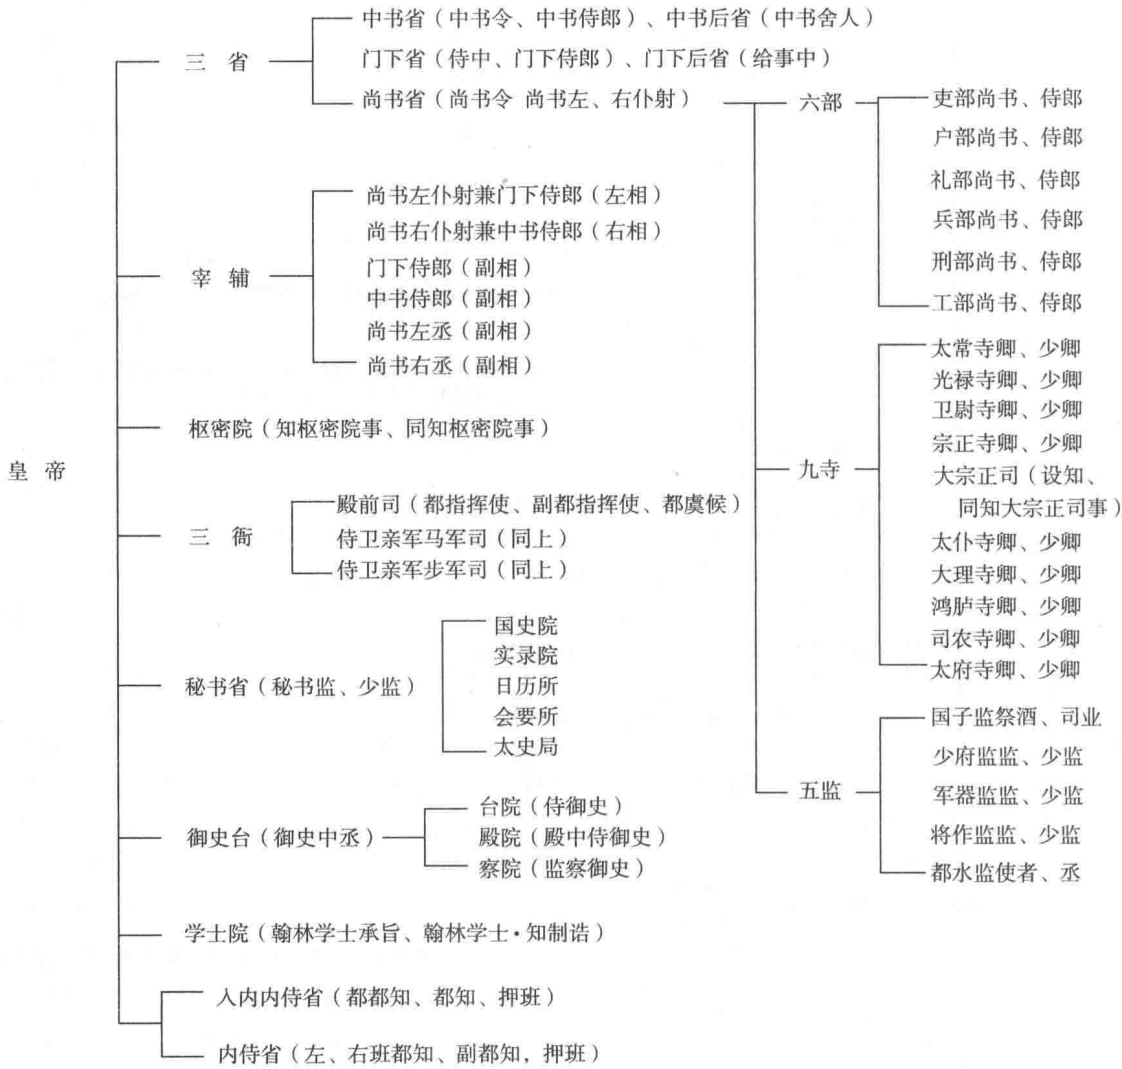 皇 帝
三 省
中书省（中书令、中书侍郎）、中书后省（中书舍人）
门下省（侍中、门下侍郎）、门下后省（给事中）
尚书省（尚书令 尚书左、右仆射）
六部
吏部尚书、侍郎
户部尚书、侍郎
礼部尚书、侍郎
兵部尚书、侍郎
刑部尚书、侍郎
工部尚书、侍郎
九寺
太常寺卿、少卿
光禄寺卿、少卿
卫尉寺卿、少卿
宗正寺卿、少卿
大宗正司（设知、
同知大宗正司事）
太仆寺卿、少卿
大理寺卿、少卿
鸿胪寺卿、少卿
司农寺卿、少卿
太府寺卿、少卿
五监
国子监祭酒、司业
少府监监、少监
军器监监、少监
将作监监、少监
都水监使者、丞
宰 辅
尚书左仆射兼门下侍郎（左相）
尚书右仆射兼中书侍郎（右相）
门下侍郎（副相）
中书侍郎（副相）
尚书左丞（副相）
尚书右丞（副相）
枢密院（知枢密院事、同知枢密院事）
三 衙
殿前司（都指挥使、副都指挥使、都虞候）
侍卫亲军马军司（同上）
侍卫亲军步军司（同上）
秘书省（秘书监、少监）
国史院
实录院
日历所
会要所
太史局
御史台（御史中丞）
台院（侍御史）
殿院（殿中侍御史）
察院（监察御史）
学士院（翰林学士承旨、翰林学士·知制诰）
入内内侍省（都都知、都知、押班）
内侍省（左、右班都知、副都知，押班）